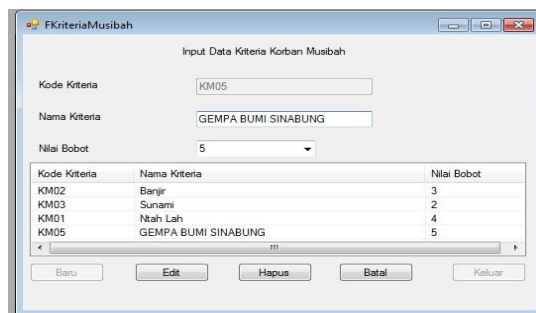 FKriteriaMusibah
Input Data Kriteria Korban Musibah
Kode Kriteria KM05
Nama Kriteria GEMPA BUMI SINABUNG
Nilai Bobot 5
Kode Kriteria Nama Kriteria Nilai Bobot
KM02 Banjir 3
KM03 Sunami 2
KM01 Ntah Lah 4
KM05 GEMPA BUMI SINABUNG 5
Baru Edit Hapus Batal Keluar